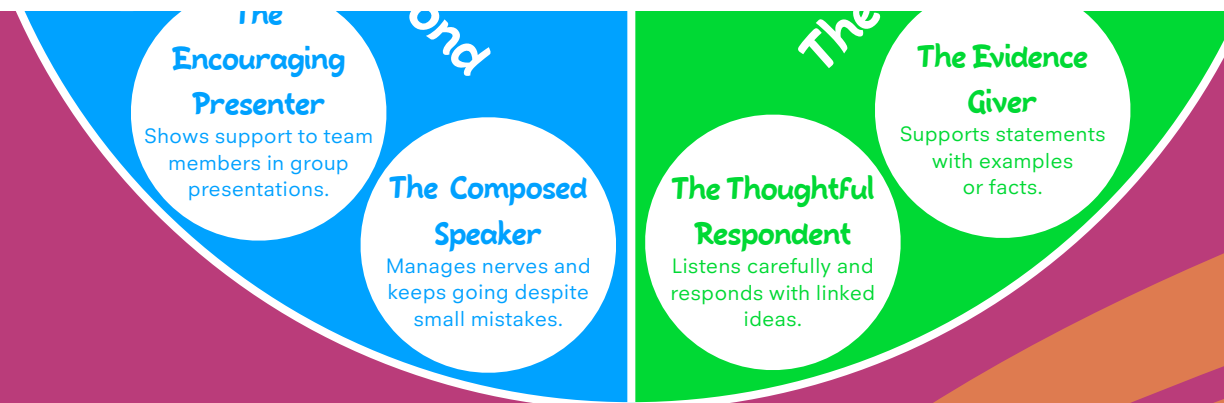 The
Encouraging
Presenter
Shows support to team
members in group
presentations.
ond
The Composed
Speaker
Manages nerves and
keeps going despite
small mistakes.
The
The Thoughtful
Respondent
Listens carefully and
responds with linked
ideas.
The Evidence
Giver
Supports statements
with examples
or facts.